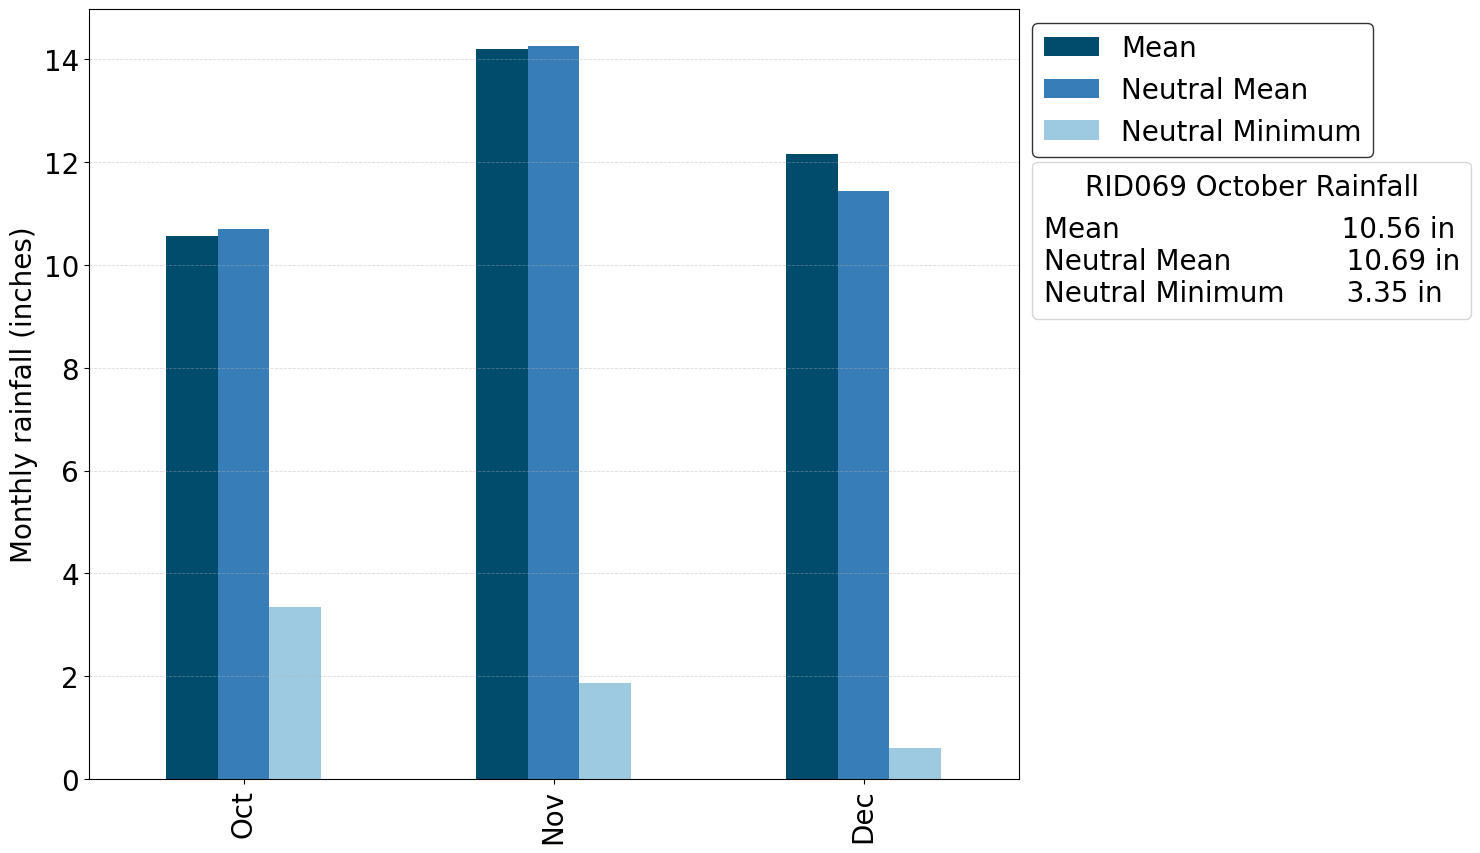 Monthly rainfall (inches)
14
12
10
8
6
4
2
0
Oct
Nov
Dec
Mean
Neutral Mean
Neutral Minimum
RID069 October Rainfall
Mean 10.56 in
Neutral Mean 10.69 in
Neutral Minimum 3.35 in